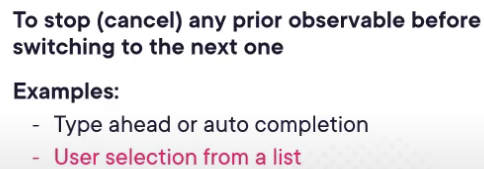 To stop (cancel) any prior observable before
switching to the next one
Examples:
- Type ahead or auto completion
- User selection from a list